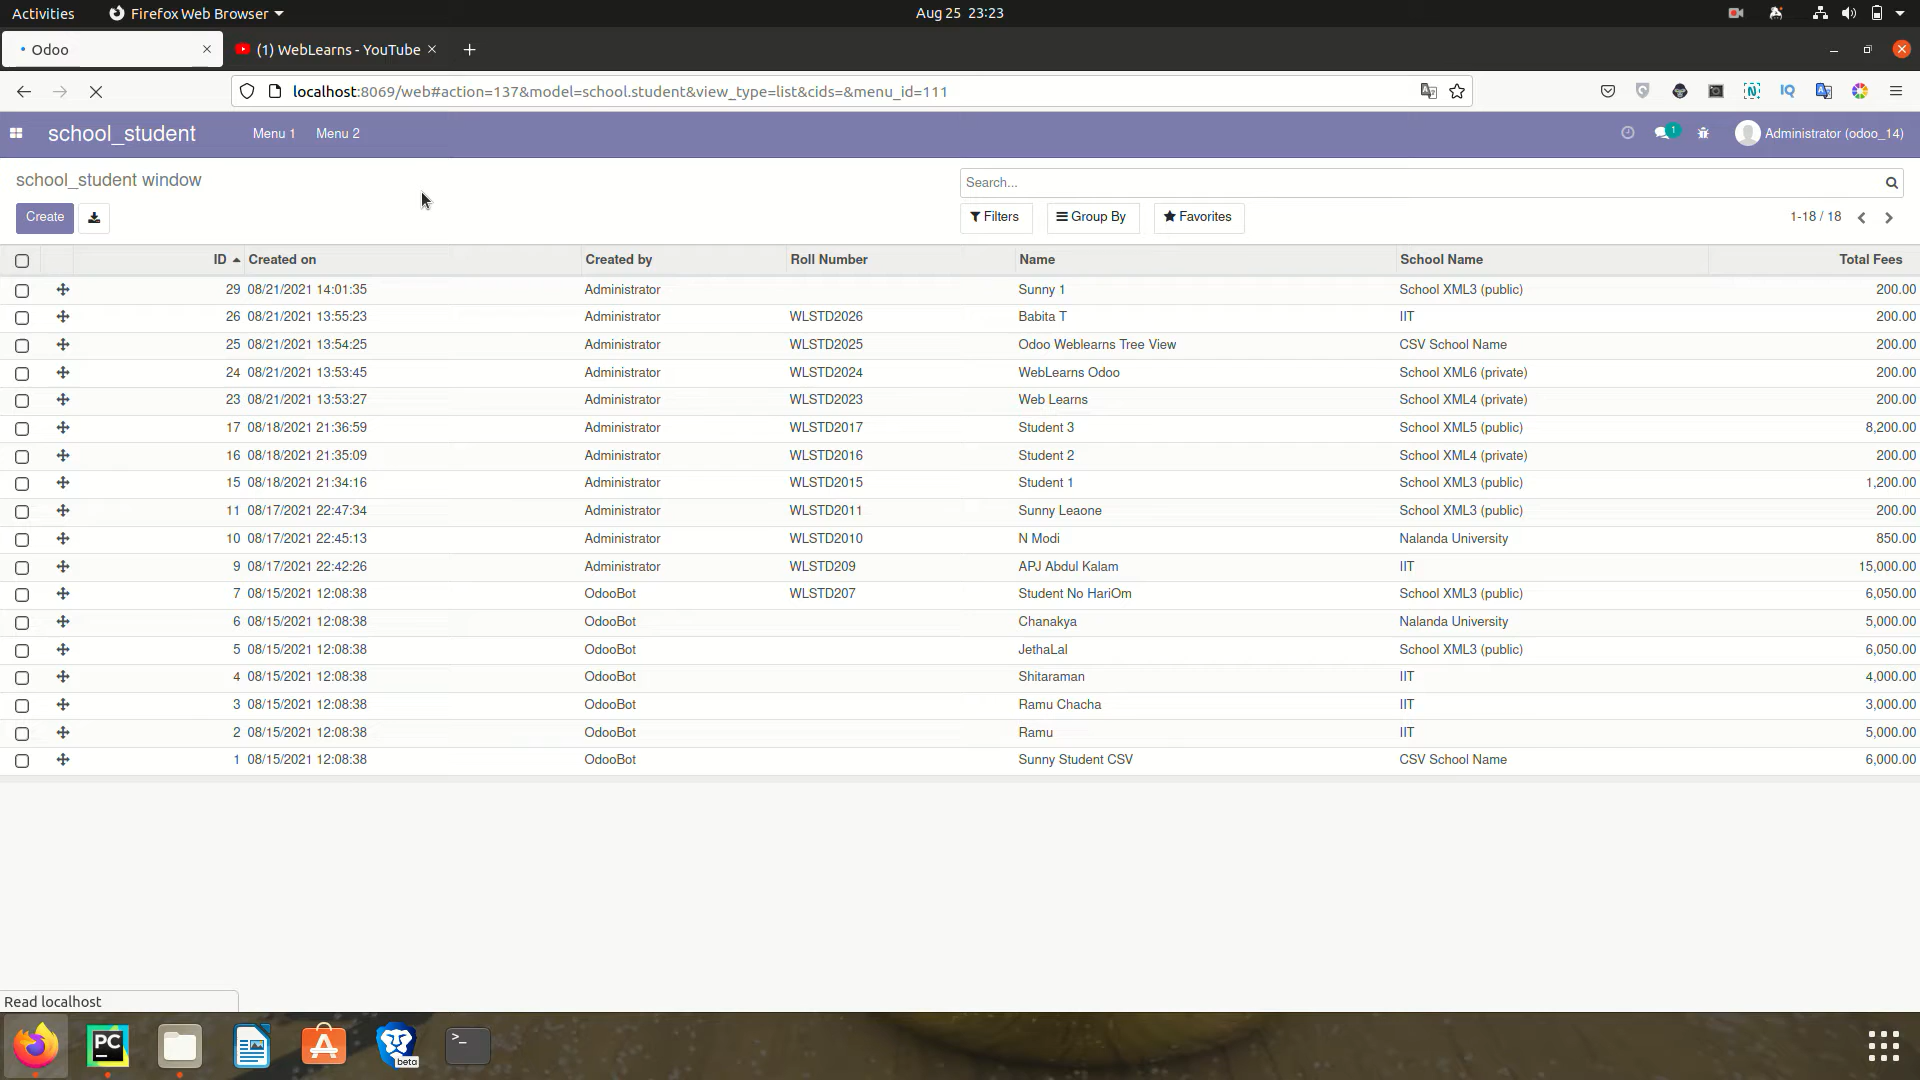 Activities Firefox Web Browser Aug 25 23:23
Odoo (1) WebLearns - YouTube
localhost:8069/web#action=137&model=school.student&view_type=list&cids=&menu_id=111
school_student Menu 1 Menu 2 1 Administrator (odoo_14)
school_student window Search...
Create Filters Group By Favorites 1-18 / 18
ID Created on Created by Roll Number Name School Name Total Fees
29 08/21/2021 14:01:35 Administrator Sunny 1 School XML3 (public) 200.00
26 08/21/2021 13:55:23 Administrator WLSTD2026 Babita T IIT 200.00
25 08/21/2021 13:54:25 Administrator WLSTD2025 Odoo Weblearns Tree View CSV School Name 200.00
24 08/21/2021 13:53:45 Administrator WLSTD2024 WebLearns Odoo School XML6 (private) 200.00
23 08/21/2021 13:53:27 Administrator WLSTD2023 Web Learns School XML4 (private) 200.00
17 08/18/2021 21:36:59 Administrator WLSTD2017 Student 3 School XML5 (public) 8,200.00
16 08/18/2021 21:35:09 Administrator WLSTD2016 Student 2 School XML4 (private) 200.00
15 08/18/2021 21:34:16 Administrator WLSTD2015 Student 1 School XML3 (public) 1,200.00
11 08/17/2021 22:47:34 Administrator WLSTD2011 Sunny Leaone School XML3 (public) 200.00
10 08/17/2021 22:45:13 Administrator WLSTD2010 N Modi Nalanda University 850.00
9 08/17/2021 22:42:26 Administrator WLSTD209 APJ Abdul Kalam IIT 15,000.00
7 08/15/2021 12:08:38 OdooBot WLSTD207 Student No HariOm School XML3 (public) 6,050.00
6 08/15/2021 12:08:38 OdooBot Chanakya Nalanda University 5,000.00
5 08/15/2021 12:08:38 OdooBot JethaLal School XML3 (public) 6,050.00
4 08/15/2021 12:08:38 OdooBot Shitaraman IIT 4,000.00
3 08/15/2021 12:08:38 OdooBot Ramu Chacha IIT 3,000.00
2 08/15/2021 12:08:38 OdooBot Ramu IIT 5,000.00
1 08/15/2021 12:08:38 OdooBot Sunny Student CSV CSV School Name 6,000.00
Read localhost
PC
beta